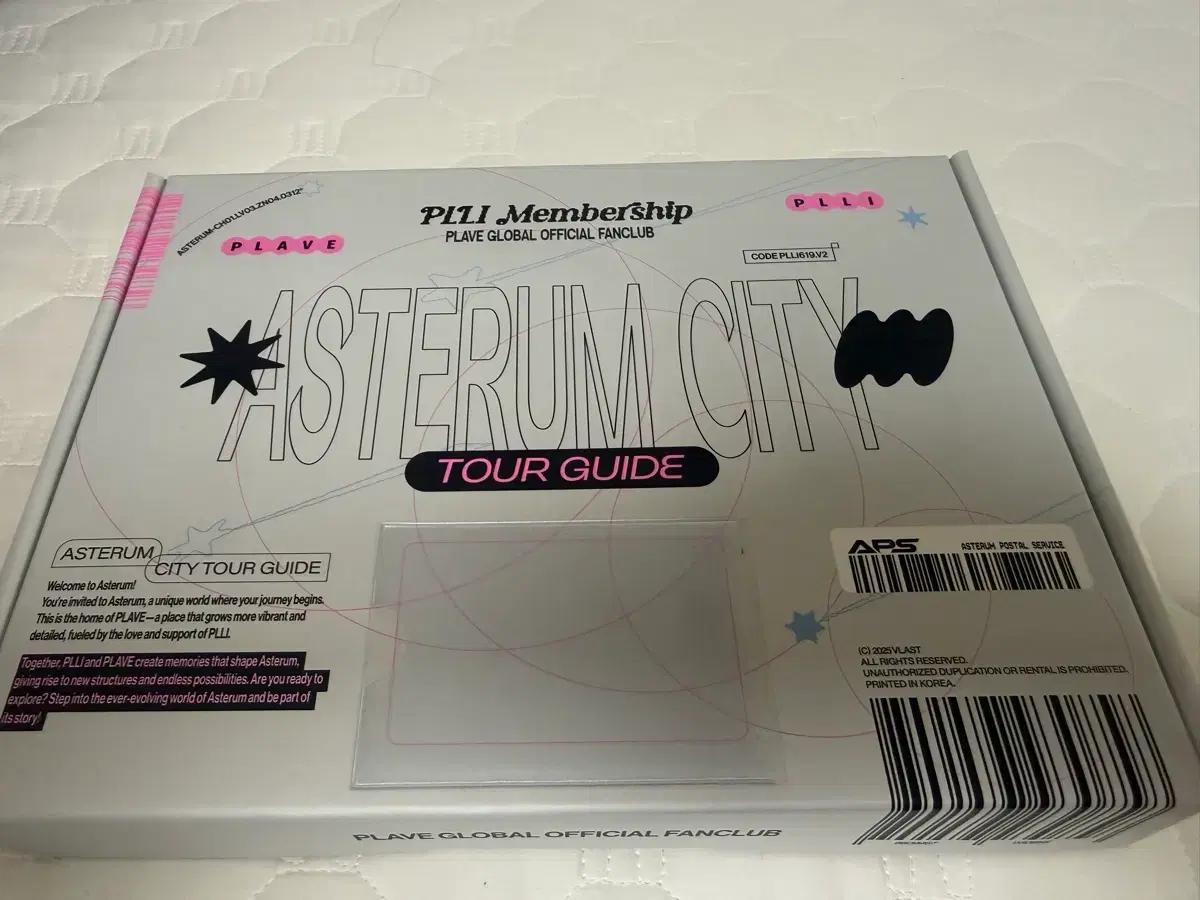 ASTERUM-CH01.LV03.ZN04.0312"
PLAVE
PLLI Membership
PLAVE GLOBAL OFFICIAL FANCLUB
PLLI
CODE PLLI619.V2
ASTERUM CITY
TOUR GUIDE
ASTERUM
CITY TOUR GUIDE
Welcome to Asterum!
You're invited to Asterum, a unique world where your journey begins.
This is the home of PLAVE—a place that grows more vibrant and
detailed, fueled by the love and support of PLLI.
Together, PLLI and PLAVE create memories that shape Asterum,
giving rise to new structures and endless possibilities. Are you ready to
explore? Step into the ever-evolving world of Asterum and be part of
its story!
APS
ASTERUM POSTAL SERVICE
(C) 2025 VLAST
ALL RIGHTS RESERVED.
UNAUTHORIZED DUPLICATION OR RENTAL IS PROHIBITED.
PRINTED IN KOREA.
PLAVE GLOBAL OFFICIAL FANCLUB